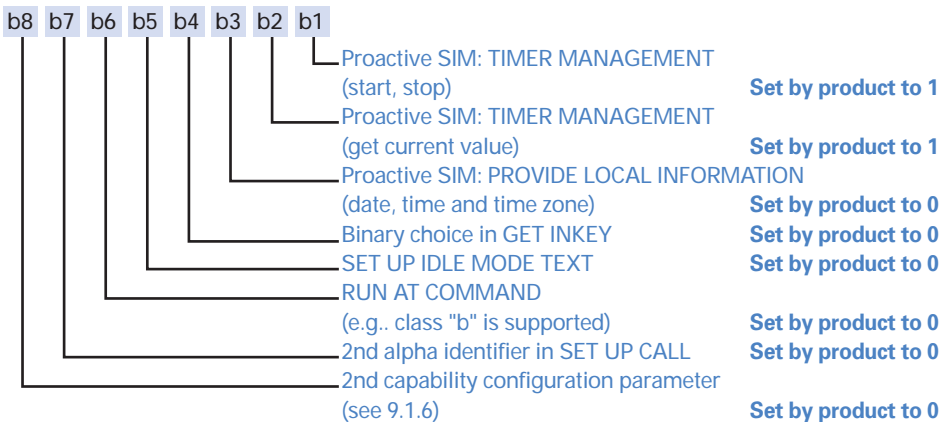 b8 b7 b6 b5 b4 b3 b2 b1
Proactive SIM: TIMER MANAGEMENT
(start, stop) Set by product to 1
Proactive SIM: TIMER MANAGEMENT
(get current value) Set by product to 1
Proactive SIM: PROVIDE LOCAL INFORMATION
(date, time and time zone) Set by product to 0
Binary choice in GET INKEY Set by product to 0
SET UP IDLE MODE TEXT Set by product to 0
RUN AT COMMAND
(e.g.. class "b" is supported) Set by product to 0
2nd alpha identifier in SET UP CALL Set by product to 0
2nd capability configuration parameter
(see 9.1.6) Set by product to 0